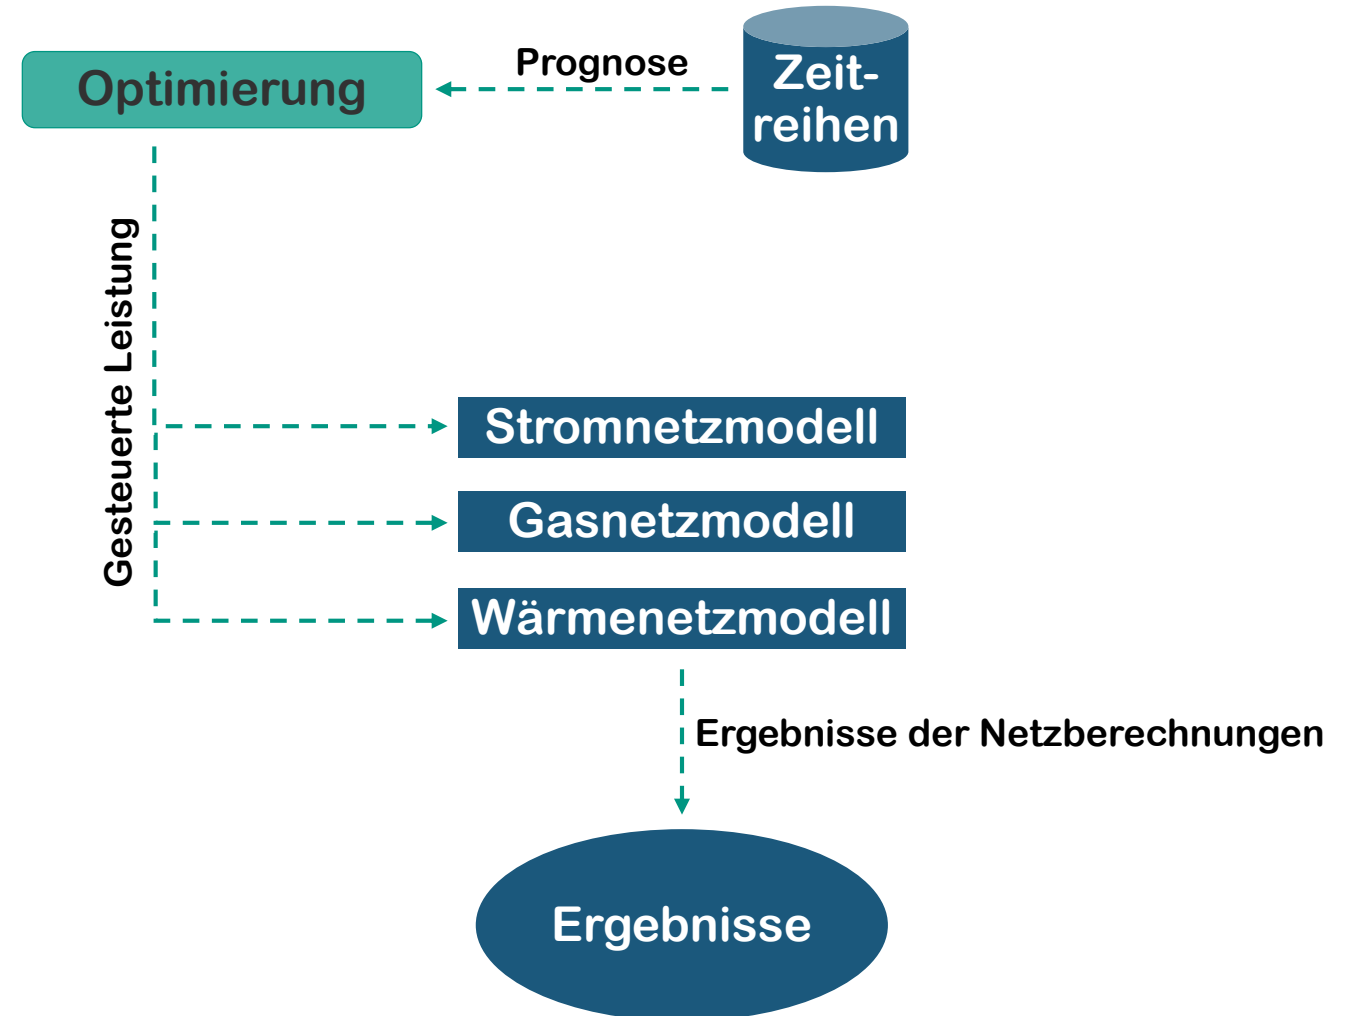 Optimierung
Prognose
Zeit-
reihen
Gesteuerte Leistung
Stromnetzmodell
Gasnetzmodell
Wärmenetzmodell
Ergebnisse der Netzberechnungen
Ergebnisse